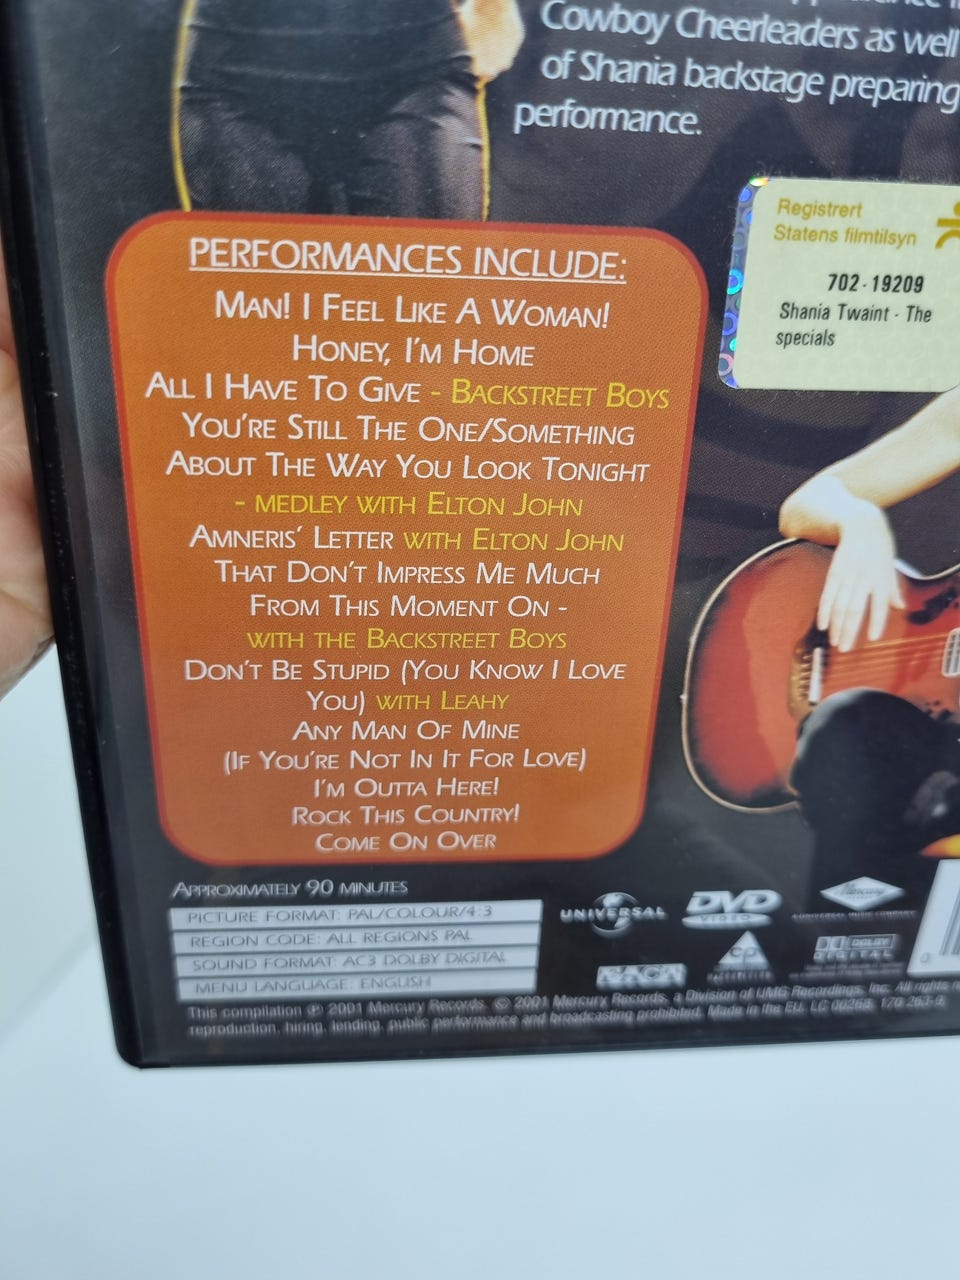 Cowboy Cheerleaders as well
of Shania backstage preparing
performance.
Registrert
Statens filmtilsyn
702-19209
Shania Twaint - The
specials
PERFORMANCES INCLUDE:
MAN! I FEEL LIKE A WOMAN!
HONEY, I'M HOME
ALL I HAVE TO GIVE - BACKSTREET BOYS
YOU'RE STILL THE ONE/SOMETHING
ABOUT THE WAY YOU LOOK TONIGHT
- MEDLEY WITH ELTON JOHN
AMNERIS' LETTER WITH ELTON JOHN
THAT DON'T IMPRESS ME MUCH
FROM THIS MOMENT ON -
WITH THE BACKSTREET BOYS
DON'T BE STUPID (YOU KNOW I LOVE
YOU) WITH LEAHY
ANY MAN OF MINE
(IF YOU'RE NOT IN IT FOR LOVE)
I'M OUTTA HERE!
ROCK THIS COUNTRY!
COME ON OVER
APPROXIMATELY 90 MINUTES
PICTURE FORMAT: PAL/COLOUR/4:3
REGION CODE: ALL REGIONS PAL
SOUND FORMAT: AC3 DOLBY DIGITAL
MENU LANGUAGE: ENGLISH
UNIVERSAL
DVD
VIDEO
Mercury
A UNIVERSAL MUSIC COMPANY
DOLBY
DIGITAL
This compilation ℗ 2001 Mercury Records. © 2001 Mercury Records, a Division of UMG Recordings, Inc. All rights
reproduction, hiring, lending, public performance and broadcasting prohibited. Made in the EU. LC 00268. 170 263-9.